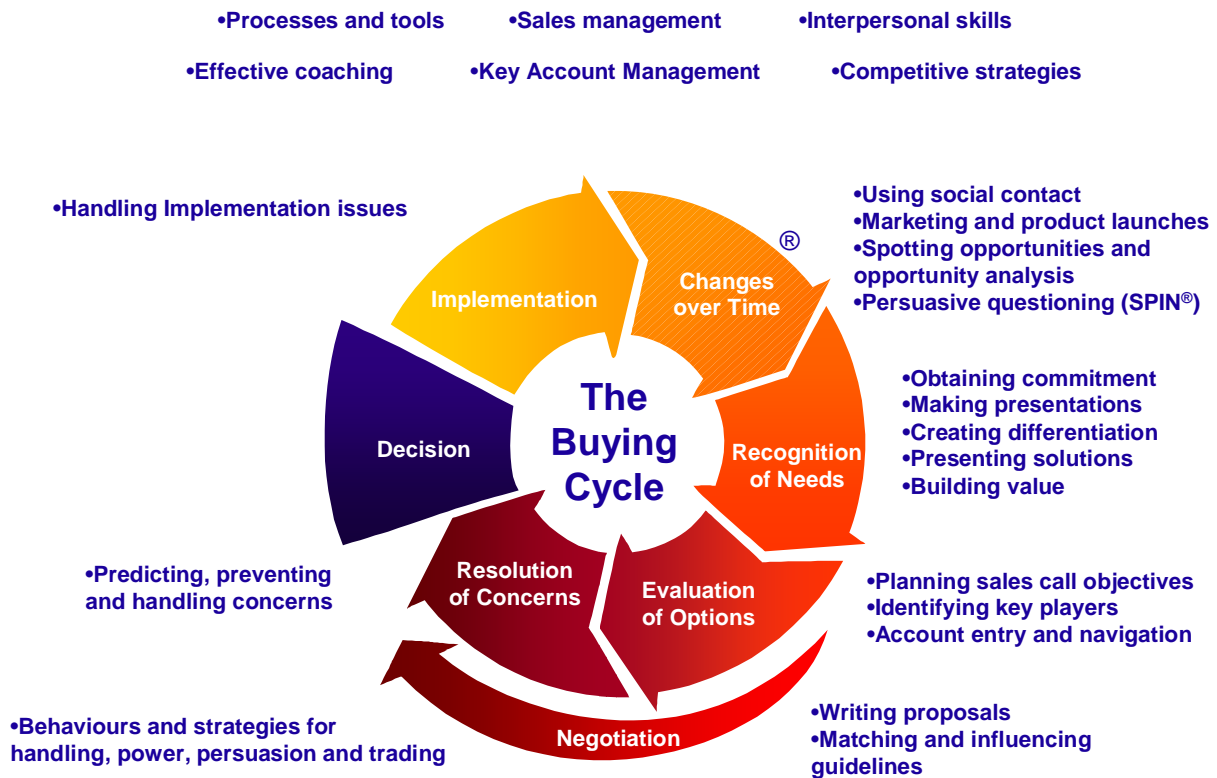 •Processes and tools
•Sales management
•Interpersonal skills
•Effective coaching
•Key Account Management
•Competitive strategies
•Handling Implementation issues
•Using social contact
•Marketing and product launches
•Spotting opportunities and
opportunity analysis
•Persuasive questioning (SPIN®)
®
Implementation
Changes
over Time
•Obtaining commitment
•Making presentations
•Creating differentiation
•Presenting solutions
•Building value
The
Buying
Cycle
Decision
Recognition
of Needs
•Predicting, preventing
and handling concerns
Resolution
of Concerns
Evaluation
of Options
•Planning sales call objectives
•Identifying key players
•Account entry and navigation
•Behaviours and strategies for
handling, power, persuasion and trading
Negotiation
•Writing proposals
•Matching and influencing
guidelines